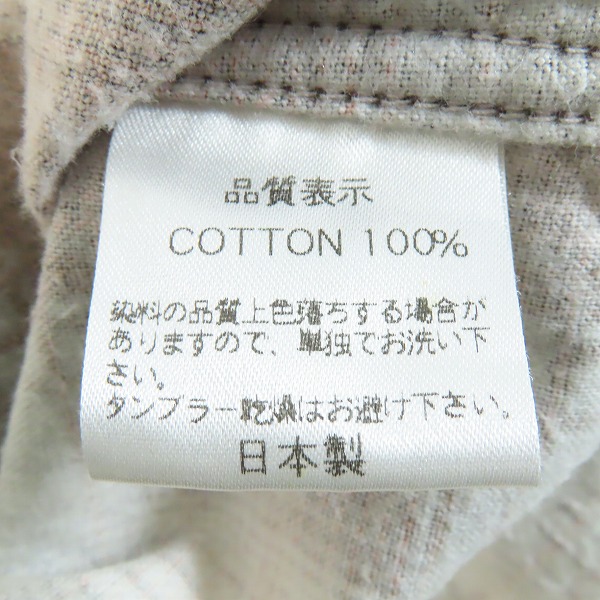 品質表示
COTTON 100%
染料の品質上色落ちする場合が
ありますので、単独てお洗い下
さい。
タンブラー乾燥はお避け下さい。
日本製